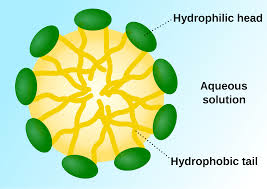 Hydrophilic head
Aqueous
solution
Hydrophobic tail